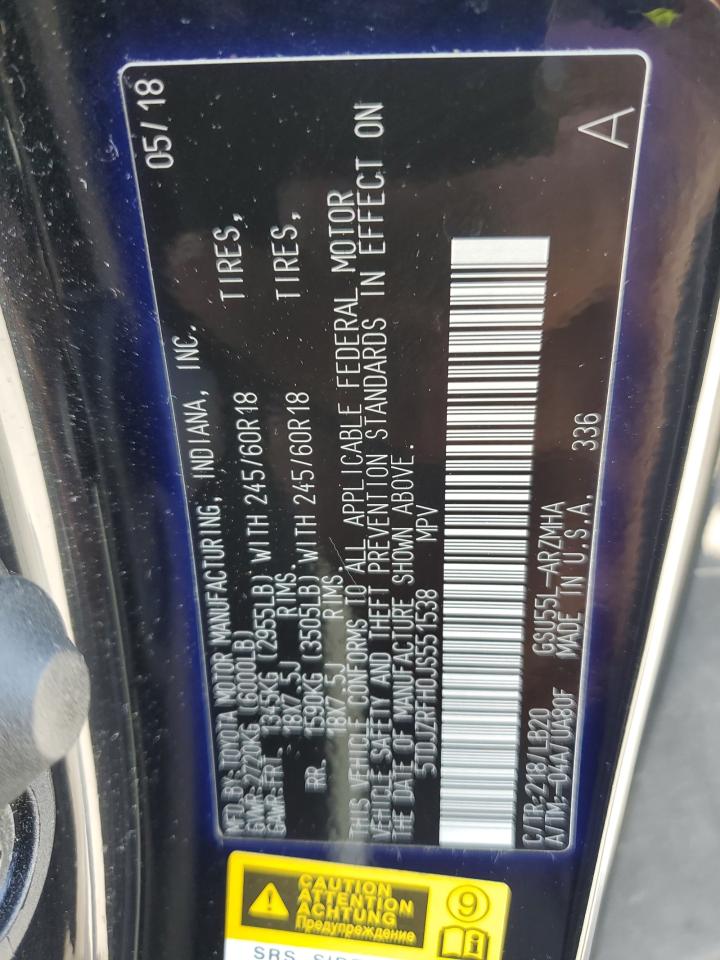 MFD BY: TOYOTA MOTOR MANUFACTURING, INDIANA, INC. 05/18
GVWR: 2720KG (6000LB)
GAWR: FRT 1345KG (2955LB) WITH 245/60R18 TIRES,
18X7.5J RIMS.
RR. 1590KG (3505LB) WITH 245/60R18 TIRES,
18X7.5J RIMS.
THIS VEHICLE CONFORMS TO ALL APPLICABLE FEDERAL MOTOR
VEHICLE SAFETY AND THEFT PREVENTION STANDARDS IN EFFECT ON
THE DATE OF MANUFACTURE SHOWN ABOVE.
5TDJZRFH0JS551538 MPV
C/TR: 218/LB20 GSU55L-ARZMHA
A/TM: -04A/UA80F MADE IN U.S.A. 336
A
CAUTION
ATTENTION
ACHTUNG
Предупреждение
9
SRS